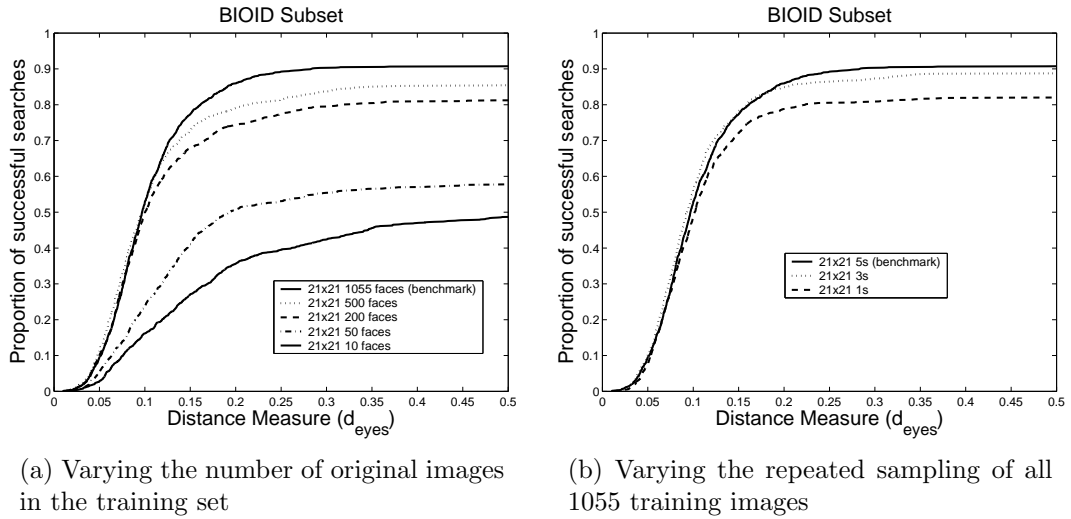 BIOID Subset
1
0.9
0.8
0.7
0.6
0.5
0.4
0.3
0.2
0.1
0
Proportion of successful searches
21x21 1055 faces (benchmark)
21x21 500 faces
21x21 200 faces
21x21 50 faces
21x21 10 faces
0 0.05 0.1 0.15 0.2 0.25 0.3 0.35 0.4 0.45 0.5
Distance Measure (d_eyes)
(a) Varying the number of original images
in the training set
BIOID Subset
1
0.9
0.8
0.7
0.6
0.5
0.4
0.3
0.2
0.1
0
Proportion of successful searches
21x21 5s (benchmark)
21x21 3s
21x21 1s
0 0.05 0.1 0.15 0.2 0.25 0.3 0.35 0.4 0.45 0.5
Distance Measure (d_eyes)
(b) Varying the repeated sampling of all
1055 training images